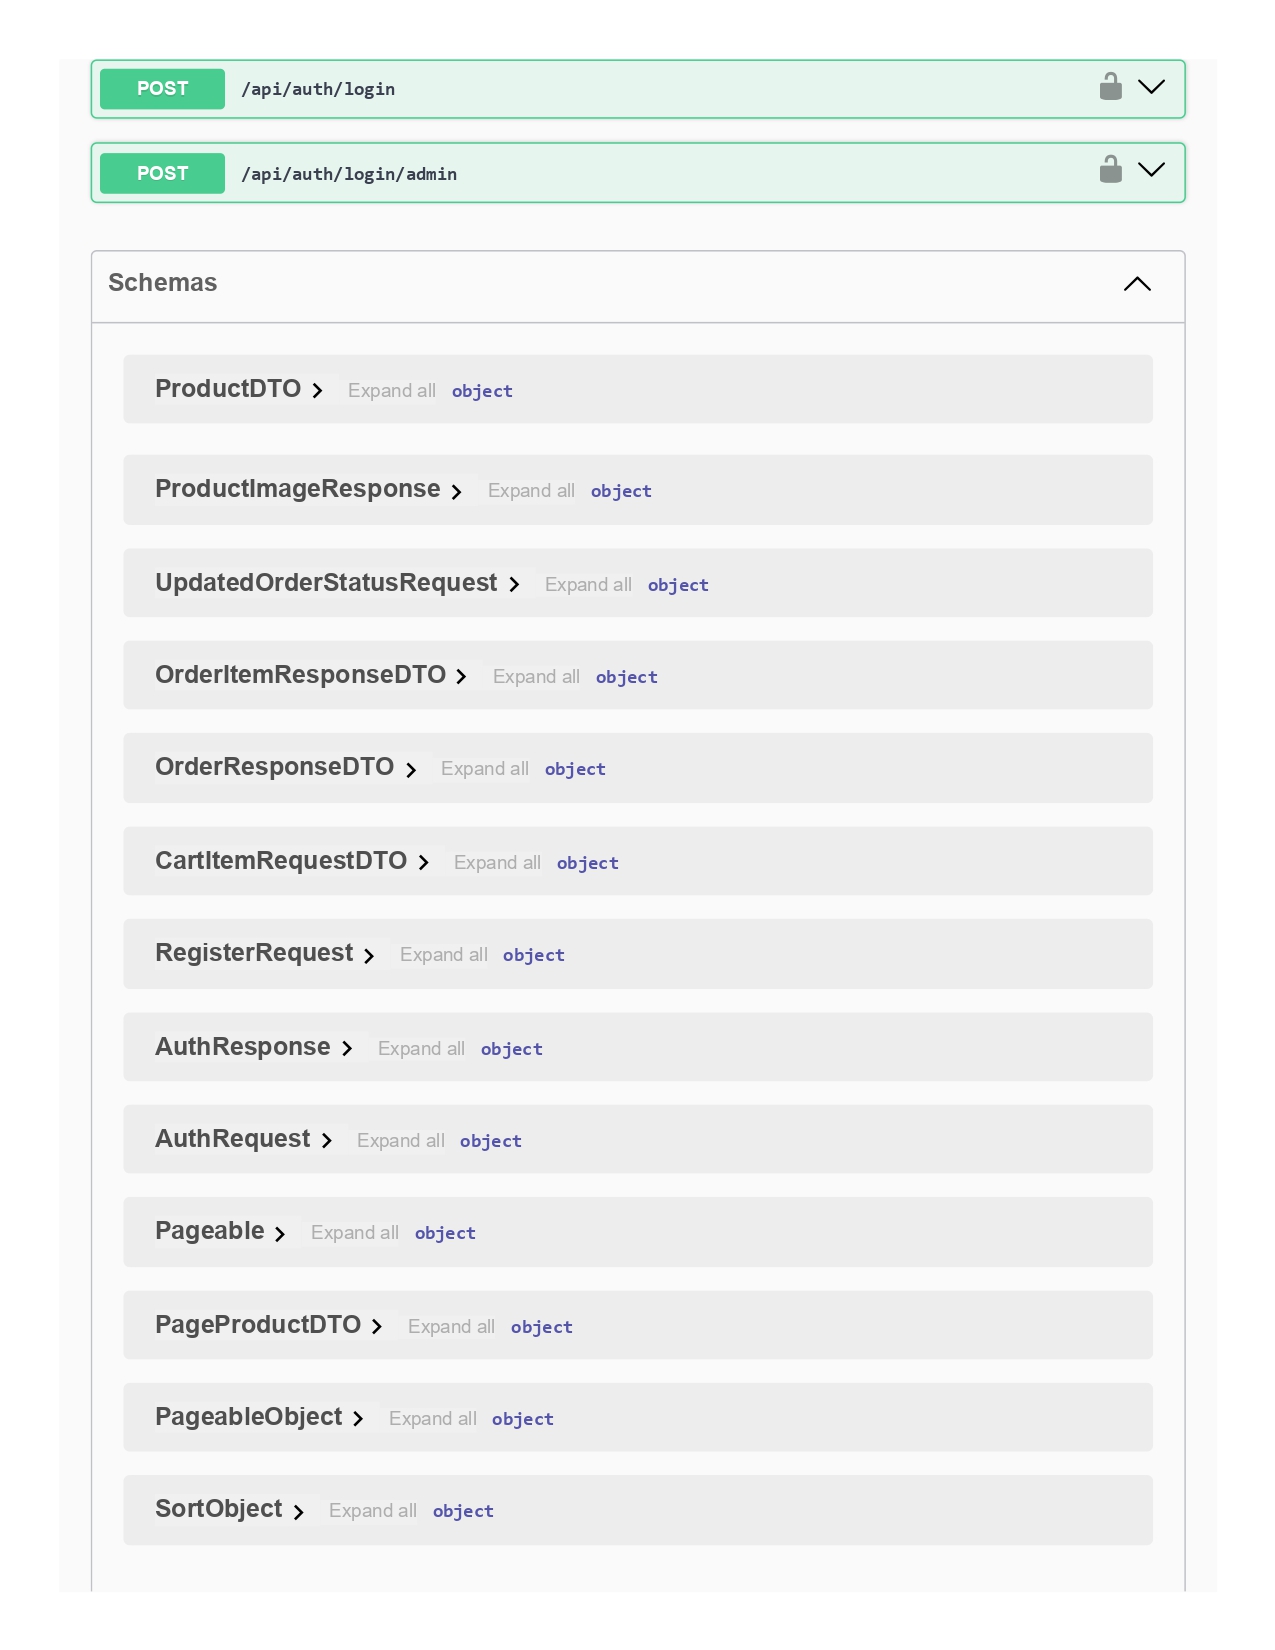 POST /api/auth/login
POST /api/auth/login/admin
Schemas
ProductDTO Expand all object
ProductImageResponse Expand all object
UpdatedOrderStatusRequest Expand all object
OrderItemResponseDTO Expand all object
OrderResponseDTO Expand all object
CartItemRequestDTO Expand all object
RegisterRequest Expand all object
AuthResponse Expand all object
AuthRequest Expand all object
Pageable Expand all object
PageProductDTO Expand all object
PageableObject Expand all object
SortObject Expand all object